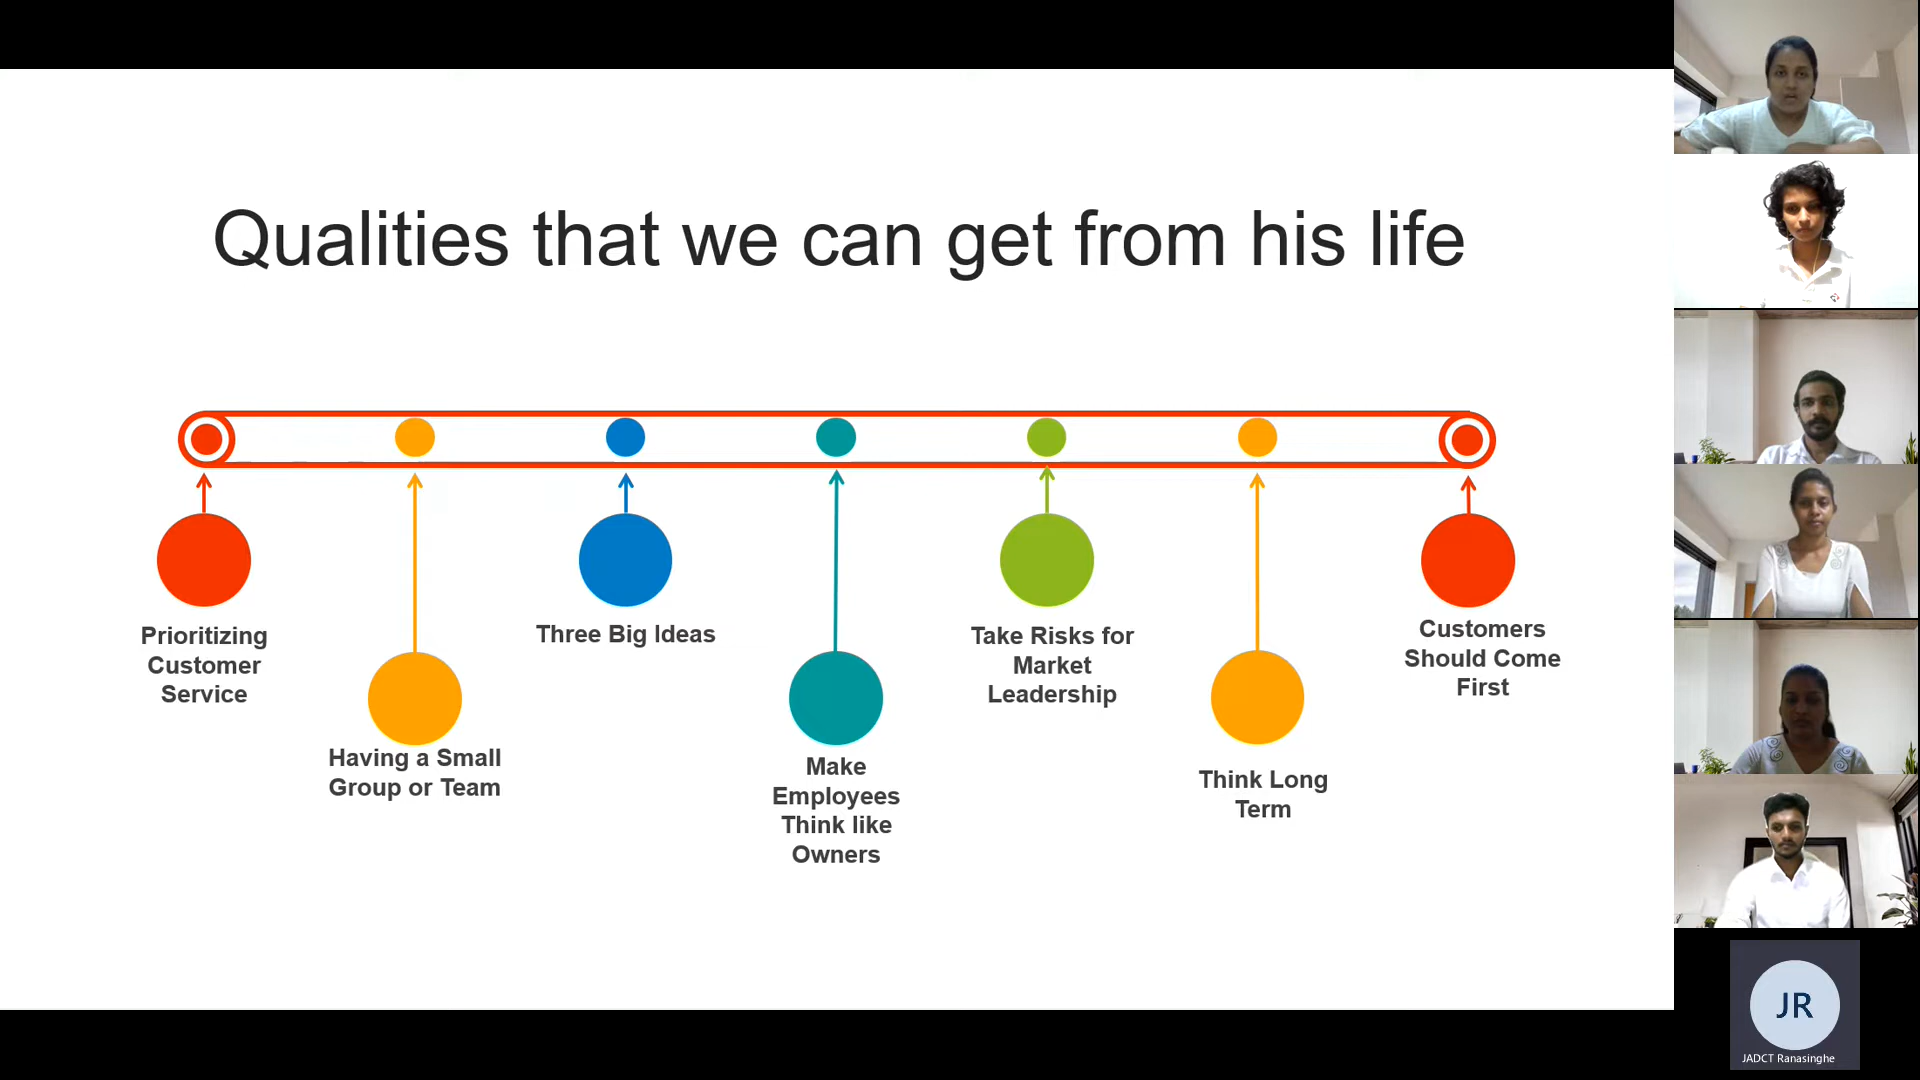 Qualities that we can get from his life
Prioritizing
Customer
Service
Having a Small
Group or Team
Three Big Ideas
Make
Employees
Think like
Owners
Take Risks for
Market
Leadership
Think Long
Term
Customers
Should Come
First
JR
JADCT Ranasinghe